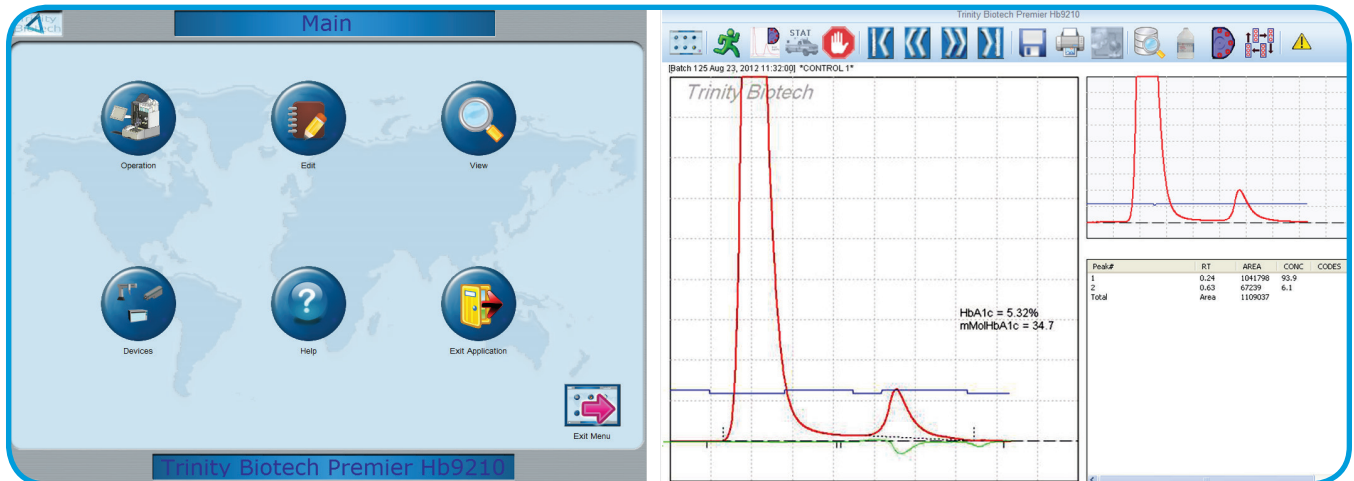 Trinity
Biotech
Main
Operation
Edit
View
Devices
Help
Exit Application
Exit Menu
Trinity Biotech Premier Hb9210
Trinity Biotech Premier Hb9210
STAT
[Batch 125 Aug 23, 2012 11:32:00] *CONTROL 1*
Trinity Biotech
HbA1c = 5.32%
mMolHbA1c = 34.7
Peak# RT AREA CONC CODES
1 0.24 1041798 93.9
2 0.63 67239 6.1
Total Area 1109037